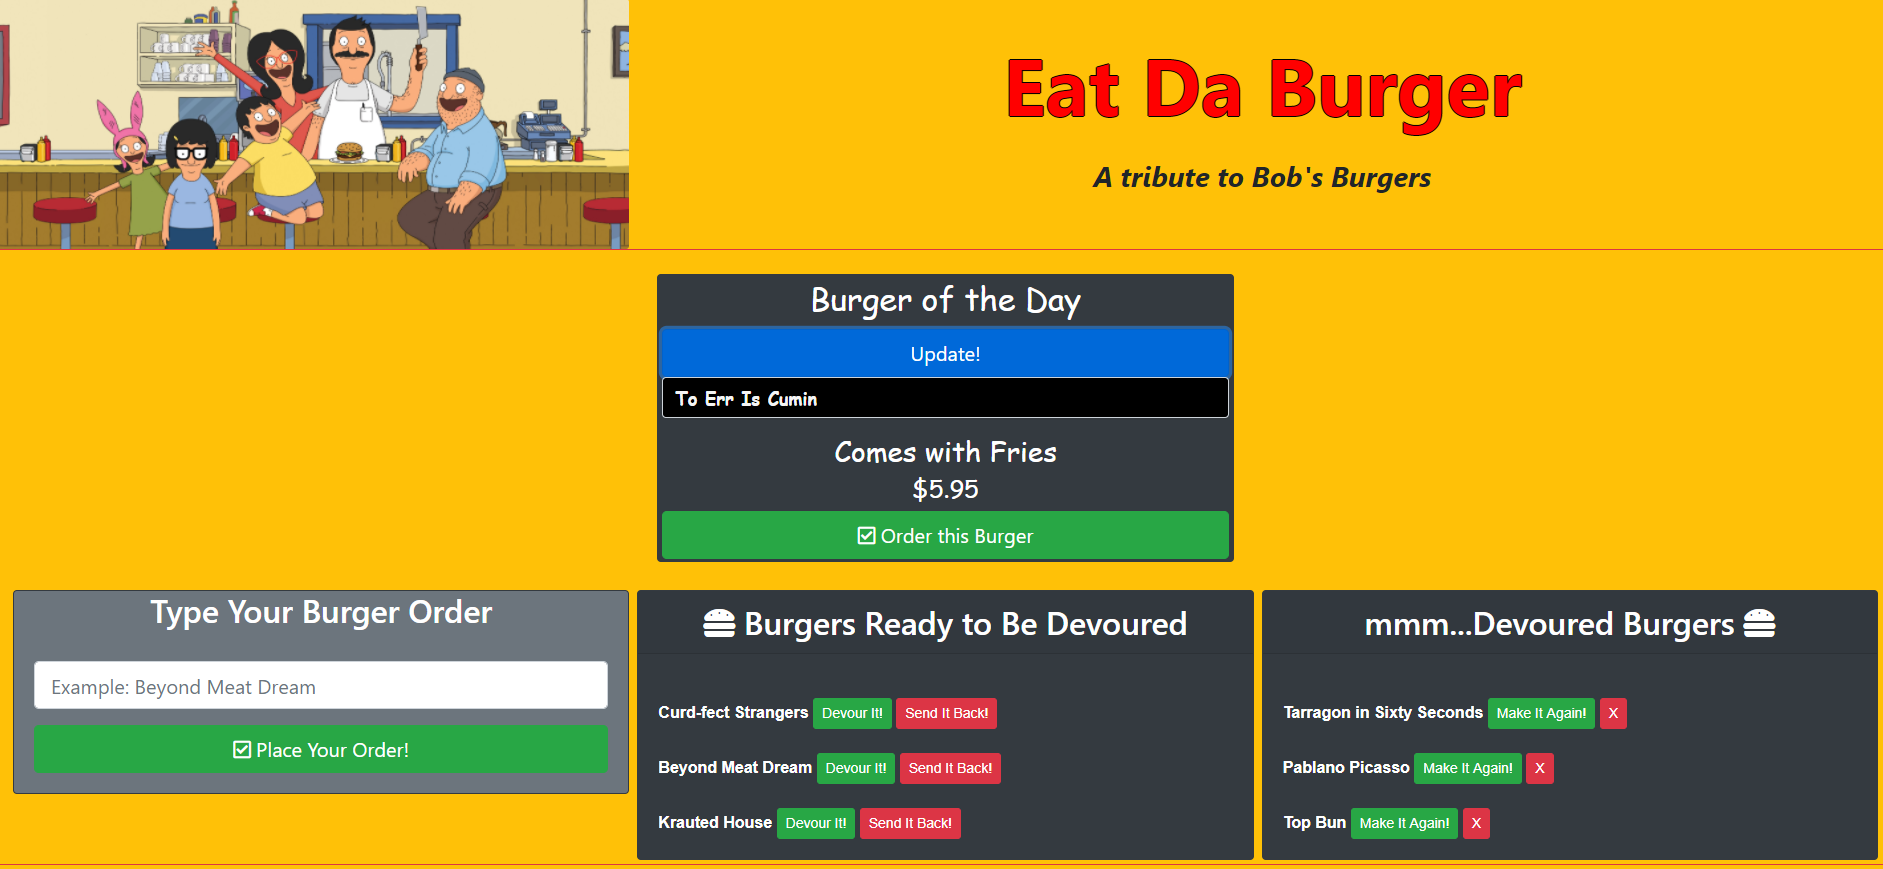 Eat Da Burger
A tribute to Bob's Burgers
Burger of the Day
Update!
To Err Is Cumin
Comes with Fries
$5.95
Order this Burger
Type Your Burger Order
Example: Beyond Meat Dream
Place Your Order!
Burgers Ready to Be Devoured
Curd-fect Strangers Devour It! Send It Back!
Beyond Meat Dream Devour It! Send It Back!
Krauted House Devour It! Send It Back!
mmm...Devoured Burgers
Tarragon in Sixty Seconds Make It Again! X
Pablano Picasso Make It Again! X
Top Bun Make It Again! X